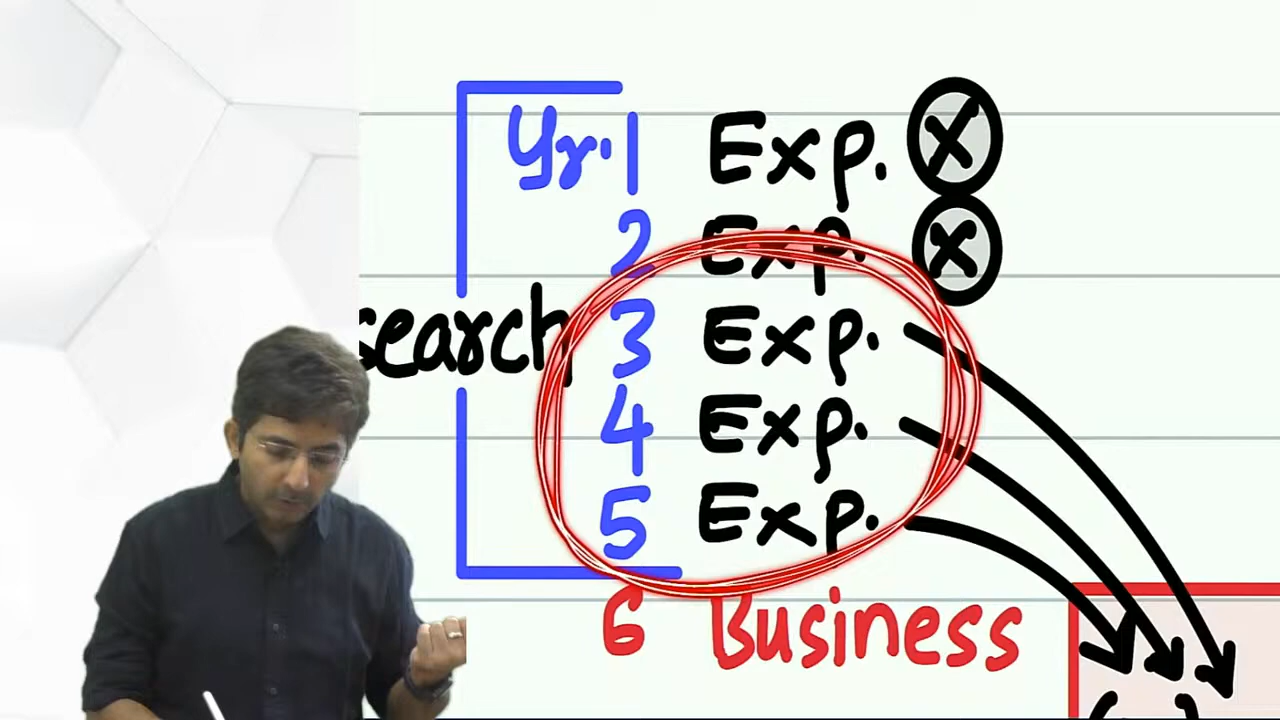 Yr. 1 Exp. X
2 Exp. X
3 Exp.
search
4 Exp.
5 Exp.
6 Business